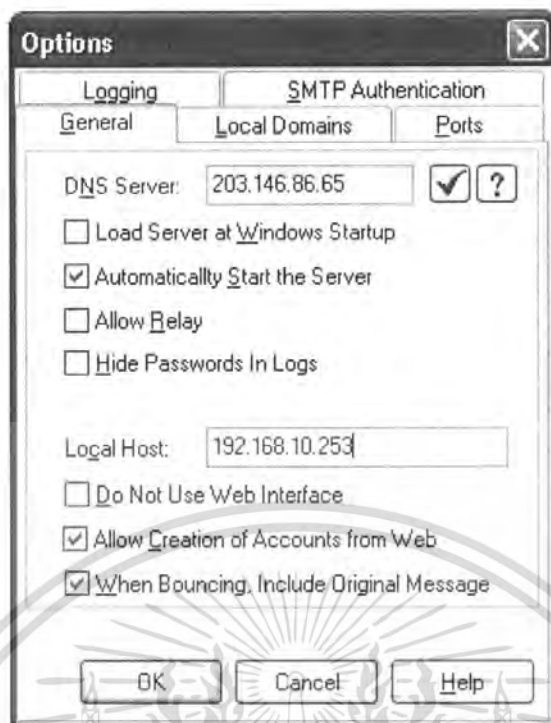 Options
Logging SMTP Authentication
General Local Domains Ports
DNS Server: 203.146.86.65 ?
Load Server at Windows Startup
Automaticallty Start the Server
Allow Relay
Hide Passwords In Logs
Local Host: 192.168.10.253
Do Not Use Web Interface
Allow Creation of Accounts from Web
When Bouncing, Include Original Message
OK Cancel Help